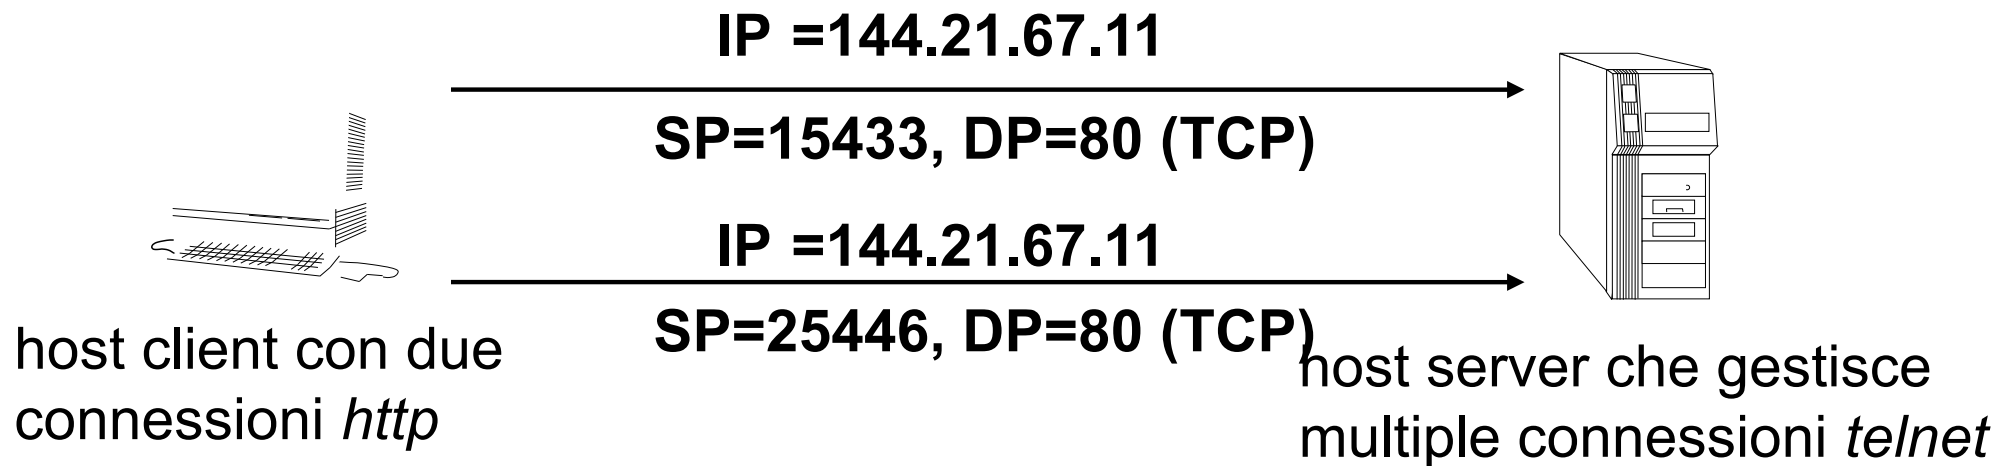 IP =144.21.67.11
SP=15433, DP=80 (TCP)
IP =144.21.67.11
SP=25446, DP=80 (TCP)
host client con due
connessioni http
host server che gestisce
multiple connessioni telnet